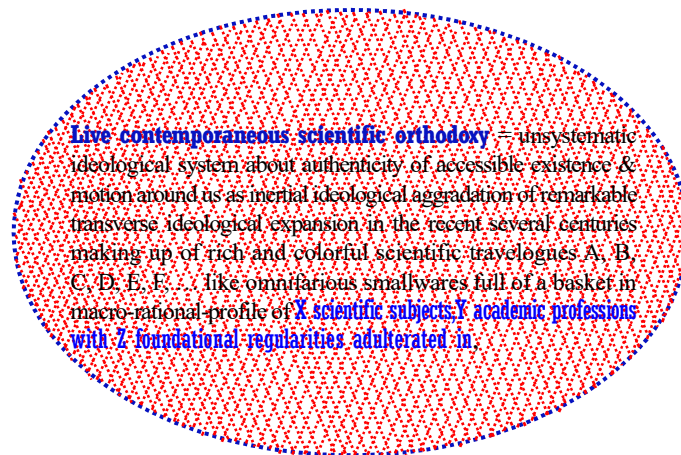 Live contemporaneous scientific orthodoxy = unsystematic
ideological system about authenticity of accessible existence &
motion around us as inertial ideological aggradation of remarkable
transverse ideological expansion in the recent several centuries
making up of rich and colorful scientific travelogues A, B,
C, D, E, F…, like omnifarious smallwares full of a basket in
macro-rational-profile of X scientific subjects,Y academic professions
with Z foundational regularities adulterated in,